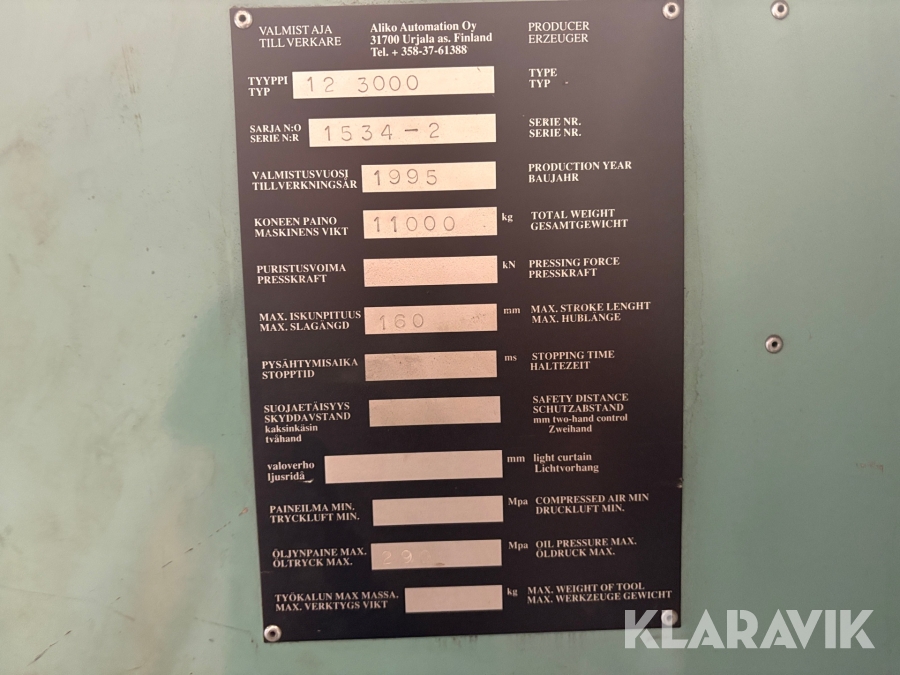 VALMISTAJA
TILLVERKARE
Aliko Automation Oy
31700 Urjala as. Finland
Tel. + 358-37-61388
PRODUCER
ERZEUGER
TYYPPI
TYP
12 3000
TYPE
TYP
SARJA N:O
SERIE N:R
1534-2
SERIE NR.
SERIE NR.
VALMISTUSVUOSI
TILLVERKNINGSÅR
1995
PRODUCTION YEAR
BAUJAHR
KONEEN PAINO
MASKINENS VIKT
11000
kg
TOTAL WEIGHT
GESAMTGEWICHT
PURISTUSVOIMA
PRESSKRAFT
kN
PRESSING FORCE
PRESSKRAFT
MAX. ISKUNPITUUS
MAX. SLAGÄNGD
160
mm
MAX. STROKE LENGHT
MAX. HUBLÄNGE
PYSÄHTYMISAIKA
STOPPTID
ms
STOPPING TIME
HALTEZEIT
SUOJAETÄISYYS
SKYDDAVSTAND
kaksinkäsin
tvåhand
SAFETY DISTANCE
SCHUTZABSTAND
mm two-hand control
Zweihand
valoverho
ljusridå
mm
light curtain
Lichtvorhang
PAINEILMA MIN.
TRYCKLUFT MIN.
Mpa
COMPRESSED AIR MIN
DRUCKLUFT MIN.
ÖLJYNPAINE MAX.
ÖLTRYCK MAX.
Mpa
OIL PRESSURE MAX.
ÖLDRUCK MAX.
TYÖKALUN MAX MASSA.
MAX. VERKTYGS VIKT
kg
MAX. WEIGHT OF TOOL
MAX. WERKZEUGE GEWICHT
KLARAVIK